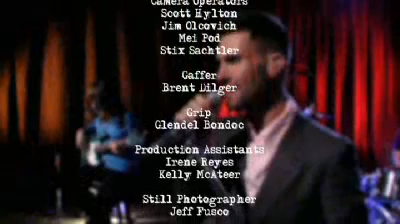 Camera Operators
Scott Hylton
Jim Olcovich
Mei Pod
Stix Sachtler
Gaffer
Brent Dilger
Grip
Glendel Bondoc
Production Assistants
Irene Reyes
Kelly McAteer
Still Photographer
Jeff Fusco